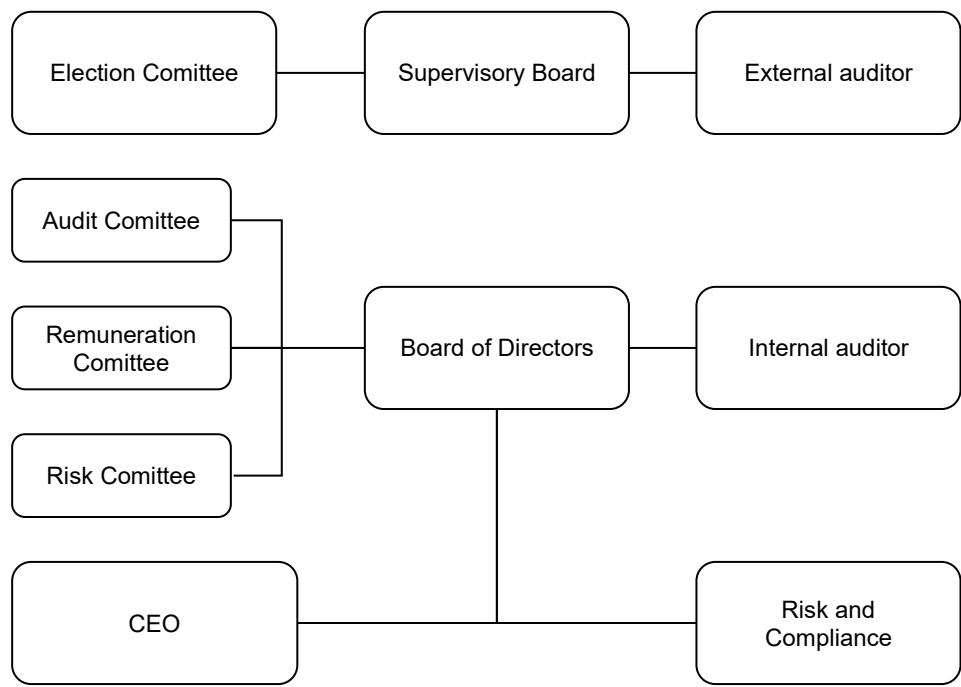 Election Comittee
Supervisory Board
External auditor
Audit Comittee
Remuneration
Comittee
Board of Directors
Internal auditor
Risk Comittee
CEO
Risk and
Compliance